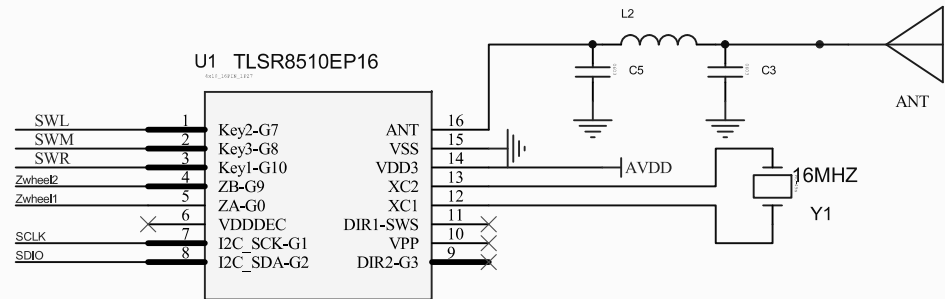 L2
U1 TLSR8510EP16
C5
C3
ANT
SWL 1 Key2-G7 ANT 16
SWM 2 Key3-G8 VSS 15
SWR 3 Key1-G10 VDD3 14 AVDD
Zwheel2 4 ZB-G9 XC2 13 16MHZ
Zwheel1 5 ZA-G0 XC1 12 Y1
6 VDDDEC DIR1-SWS 11
SCLK 7 I2C_SCK-G1 VPP 10
SDIO 8 I2C_SDA-G2 DIR2-G3 9